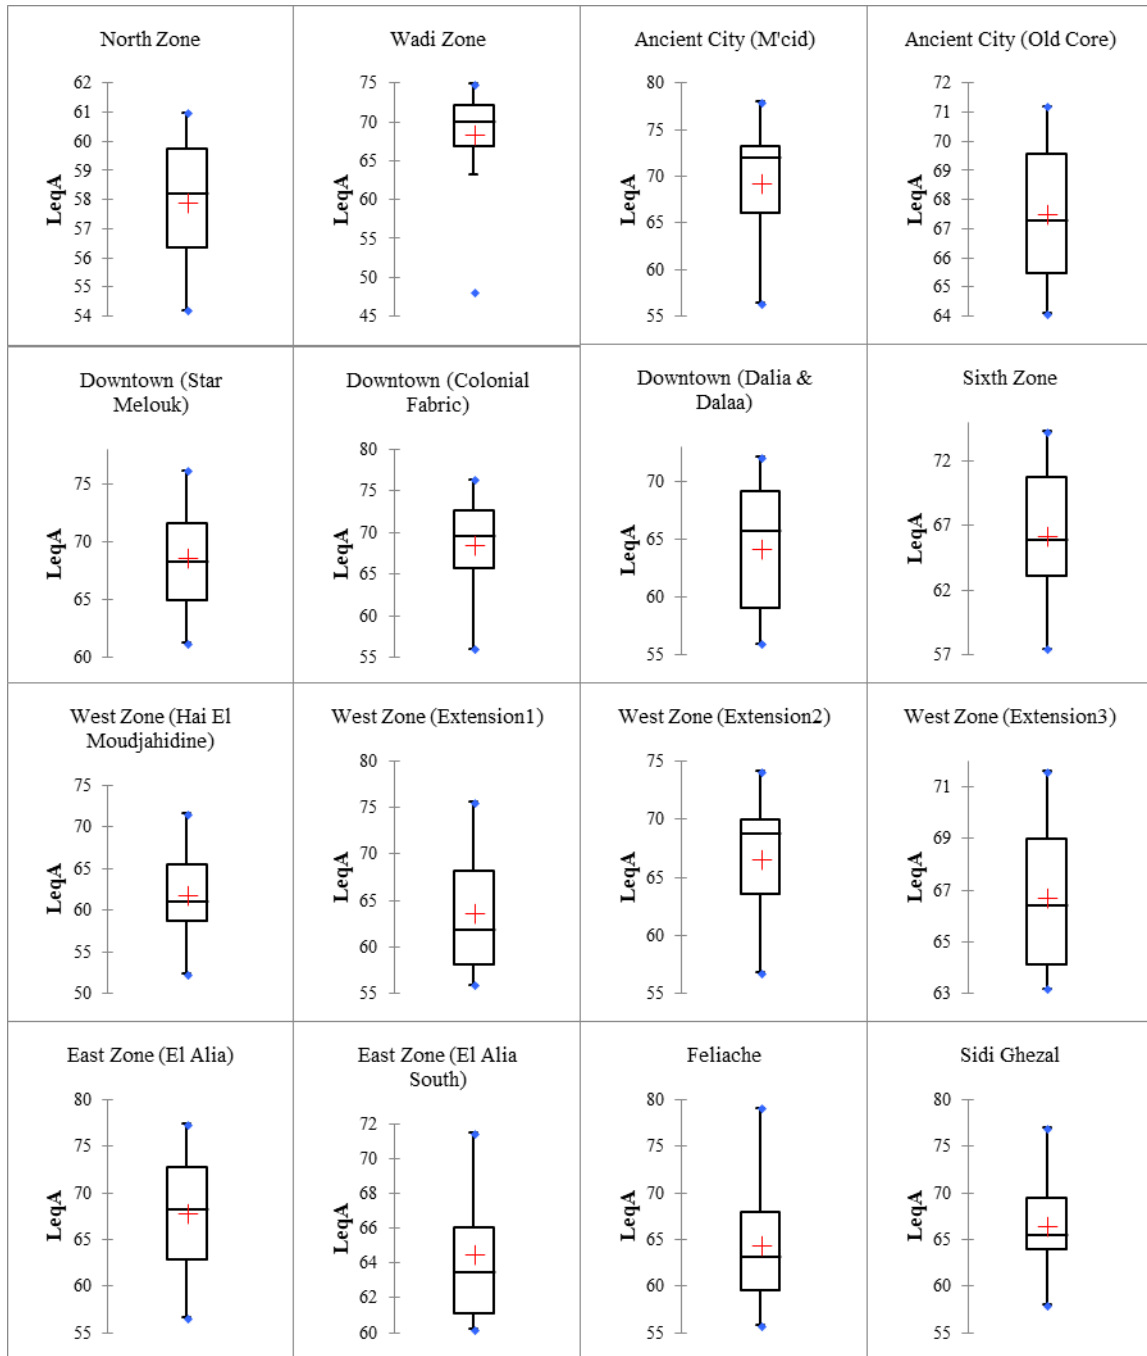 North Zone
62
61
60
59
58
57
56
55
54
LeqA
Wadi Zone
75
70
65
60
55
50
45
LeqA
Ancient City (M'cid)
80
75
70
65
60
55
LeqA
Ancient City (Old Core)
72
71
70
69
68
67
66
65
64
LeqA
Downtown (Star
Melouk)
75
70
65
60
LeqA
Downtown (Colonial
Fabric)
80
75
70
65
60
55
LeqA
Downtown (Dalia &
Dalaa)
70
65
60
55
LeqA
Sixth Zone
72
67
62
57
LeqA
West Zone (Hai El
Moudjahidine)
75
70
65
60
55
50
LeqA
West Zone (Extension1)
80
75
70
65
60
55
LeqA
West Zone (Extension2)
75
70
65
60
55
LeqA
West Zone (Extension3)
71
69
67
65
63
LeqA
East Zone (El Alia)
80
75
70
65
60
55
LeqA
East Zone (El Alia
South)
72
70
68
66
64
62
60
LeqA
Feliache
80
75
70
65
60
55
LeqA
Sidi Ghezal
80
75
70
65
60
55
LeqA